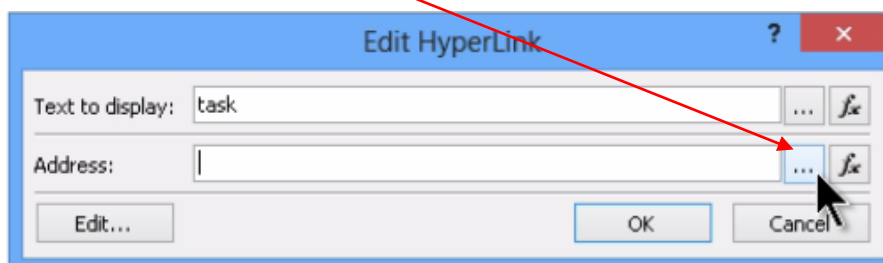 Edit HyperLink ? ×
Text to display: task ... fx
Address: ... fx
Edit... OK Cancel